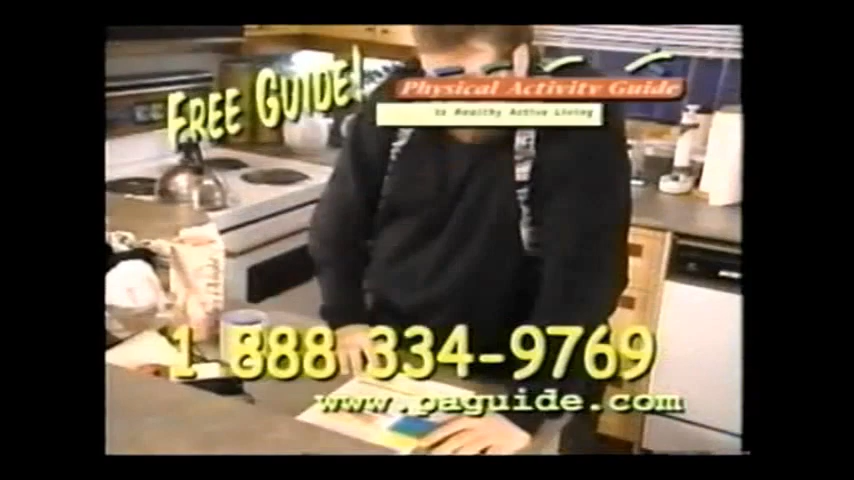 FREE GUIDE!
Physical Activity Guide
to Healthy Active Living
1 888 334-9769
www.paguide.com